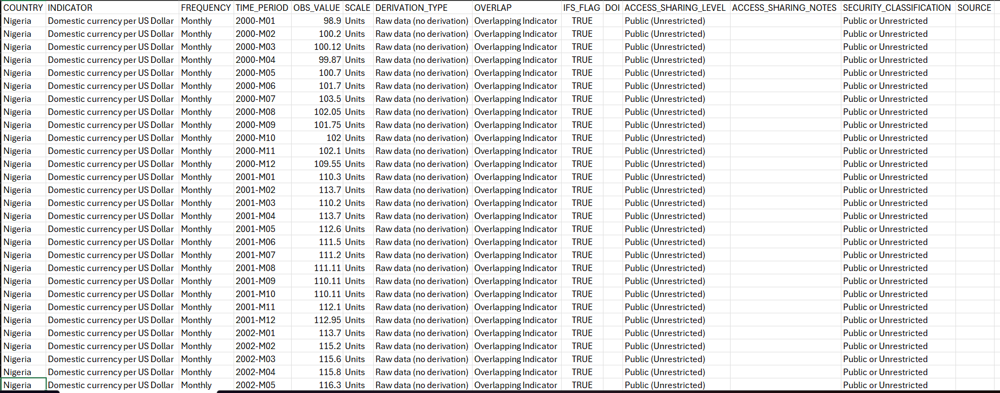 COUNTRY INDICATOR FREQUENCY TIME_PERIOD OBS_VALUE SCALE DERIVATION_TYPE OVERLAP IFS_FLAG DOI ACCESS_SHARING_LEVEL ACCESS_SHARING_NOTES SECURITY_CLASSIFICATION SOURCE
Nigeria Domestic currency per US Dollar Monthly 2000-M01 98.9 Units Raw data (no derivation) Overlapping Indicator TRUE Public (Unrestricted) Public or Unrestricted
Nigeria Domestic currency per US Dollar Monthly 2000-M02 100.2 Units Raw data (no derivation) Overlapping Indicator TRUE Public (Unrestricted) Public or Unrestricted
Nigeria Domestic currency per US Dollar Monthly 2000-M03 100.12 Units Raw data (no derivation) Overlapping Indicator TRUE Public (Unrestricted) Public or Unrestricted
Nigeria Domestic currency per US Dollar Monthly 2000-M04 99.87 Units Raw data (no derivation) Overlapping Indicator TRUE Public (Unrestricted) Public or Unrestricted
Nigeria Domestic currency per US Dollar Monthly 2000-M05 100.7 Units Raw data (no derivation) Overlapping Indicator TRUE Public (Unrestricted) Public or Unrestricted
Nigeria Domestic currency per US Dollar Monthly 2000-M06 101.7 Units Raw data (no derivation) Overlapping Indicator TRUE Public (Unrestricted) Public or Unrestricted
Nigeria Domestic currency per US Dollar Monthly 2000-M07 103.5 Units Raw data (no derivation) Overlapping Indicator TRUE Public (Unrestricted) Public or Unrestricted
Nigeria Domestic currency per US Dollar Monthly 2000-M08 102.05 Units Raw data (no derivation) Overlapping Indicator TRUE Public (Unrestricted) Public or Unrestricted
Nigeria Domestic currency per US Dollar Monthly 2000-M09 101.75 Units Raw data (no derivation) Overlapping Indicator TRUE Public (Unrestricted) Public or Unrestricted
Nigeria Domestic currency per US Dollar Monthly 2000-M10 102 Units Raw data (no derivation) Overlapping Indicator TRUE Public (Unrestricted) Public or Unrestricted
Nigeria Domestic currency per US Dollar Monthly 2000-M11 102.1 Units Raw data (no derivation) Overlapping Indicator TRUE Public (Unrestricted) Public or Unrestricted
Nigeria Domestic currency per US Dollar Monthly 2000-M12 109.55 Units Raw data (no derivation) Overlapping Indicator TRUE Public (Unrestricted) Public or Unrestricted
Nigeria Domestic currency per US Dollar Monthly 2001-M01 110.3 Units Raw data (no derivation) Overlapping Indicator TRUE Public (Unrestricted) Public or Unrestricted
Nigeria Domestic currency per US Dollar Monthly 2001-M02 113.7 Units Raw data (no derivation) Overlapping Indicator TRUE Public (Unrestricted) Public or Unrestricted
Nigeria Domestic currency per US Dollar Monthly 2001-M03 110.2 Units Raw data (no derivation) Overlapping Indicator TRUE Public (Unrestricted) Public or Unrestricted
Nigeria Domestic currency per US Dollar Monthly 2001-M04 113.7 Units Raw data (no derivation) Overlapping Indicator TRUE Public (Unrestricted) Public or Unrestricted
Nigeria Domestic currency per US Dollar Monthly 2001-M05 112.6 Units Raw data (no derivation) Overlapping Indicator TRUE Public (Unrestricted) Public or Unrestricted
Nigeria Domestic currency per US Dollar Monthly 2001-M06 111.5 Units Raw data (no derivation) Overlapping Indicator TRUE Public (Unrestricted) Public or Unrestricted
Nigeria Domestic currency per US Dollar Monthly 2001-M07 111.2 Units Raw data (no derivation) Overlapping Indicator TRUE Public (Unrestricted) Public or Unrestricted
Nigeria Domestic currency per US Dollar Monthly 2001-M08 111.11 Units Raw data (no derivation) Overlapping Indicator TRUE Public (Unrestricted) Public or Unrestricted
Nigeria Domestic currency per US Dollar Monthly 2001-M09 110.11 Units Raw data (no derivation) Overlapping Indicator TRUE Public (Unrestricted) Public or Unrestricted
Nigeria Domestic currency per US Dollar Monthly 2001-M10 110.11 Units Raw data (no derivation) Overlapping Indicator TRUE Public (Unrestricted) Public or Unrestricted
Nigeria Domestic currency per US Dollar Monthly 2001-M11 112.1 Units Raw data (no derivation) Overlapping Indicator TRUE Public (Unrestricted) Public or Unrestricted
Nigeria Domestic currency per US Dollar Monthly 2001-M12 112.95 Units Raw data (no derivation) Overlapping Indicator TRUE Public (Unrestricted) Public or Unrestricted
Nigeria Domestic currency per US Dollar Monthly 2002-M01 113.7 Units Raw data (no derivation) Overlapping Indicator TRUE Public (Unrestricted) Public or Unrestricted
Nigeria Domestic currency per US Dollar Monthly 2002-M02 115.2 Units Raw data (no derivation) Overlapping Indicator TRUE Public (Unrestricted) Public or Unrestricted
Nigeria Domestic currency per US Dollar Monthly 2002-M03 115.6 Units Raw data (no derivation) Overlapping Indicator TRUE Public (Unrestricted) Public or Unrestricted
Nigeria Domestic currency per US Dollar Monthly 2002-M04 115.8 Units Raw data (no derivation) Overlapping Indicator TRUE Public (Unrestricted) Public or Unrestricted
Nigeria Domestic currency per US Dollar Monthly 2002-M05 116.3 Units Raw data (no derivation) Overlapping Indicator TRUE Public (Unrestricted) Public or Unrestricted